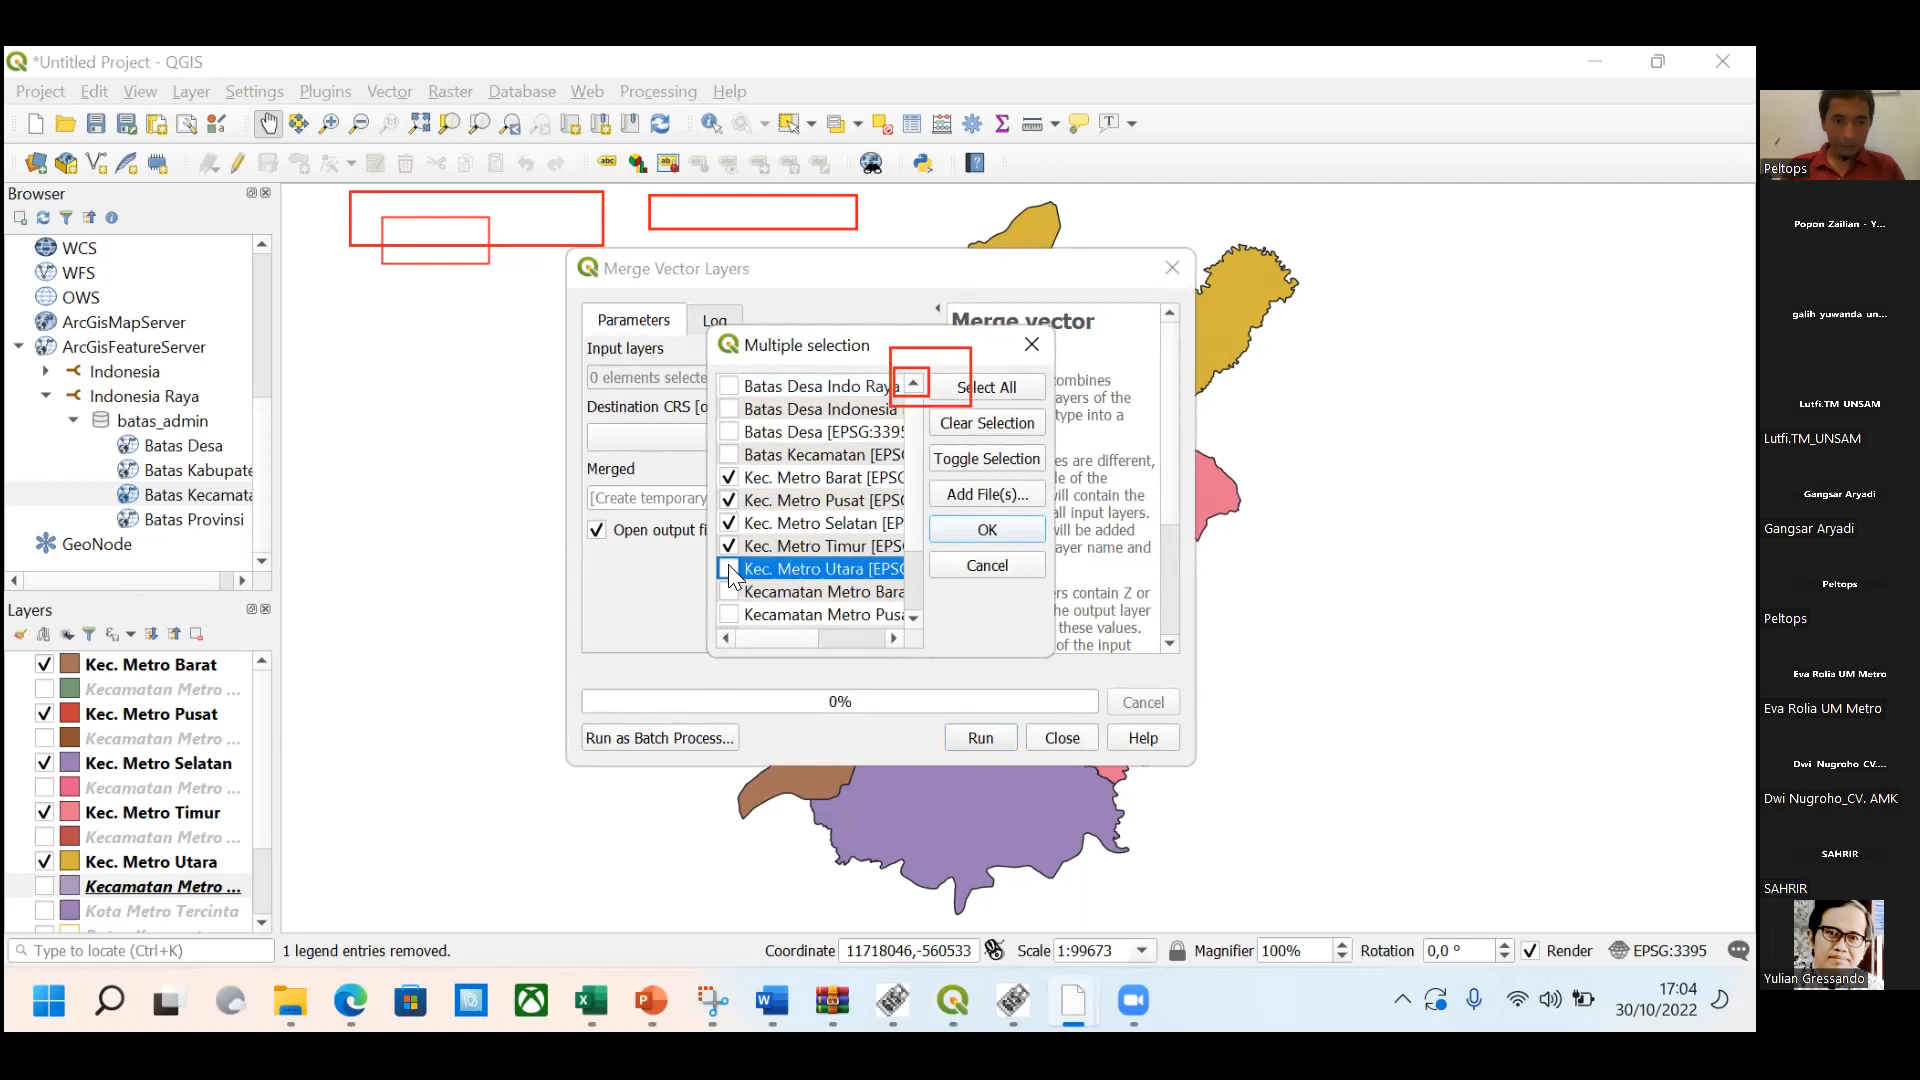 *Untitled Project - QGIS
Project Edit View Layer Settings Plugins Vector Raster Database Web Processing Help
Browser
WCS
WFS
OWS
ArcGisMapServer
ArcGisFeatureServer
Indonesia
Indonesia Raya
batas_admin
Batas Desa
Batas Kabupate
Batas Kecamata
Batas Provinsi
GeoNode
Layers
Kec. Metro Barat
Kecamatan Metro ...
Kec. Metro Pusat
Kecamatan Metro ...
Kec. Metro Selatan
Kecamatan Metro ...
Kec. Metro Timur
Kecamatan Metro ...
Kec. Metro Utara
Kecamatan Metro ...
Kota Metro Tercinta
Merge Vector Layers
Parameters Log
Input layers
0 elements selecte
Destination CRS [o
Merged
[Create temporary
Open output fi
Merge vector
ombines
ayers of the
type into a
es are different,
le of the
vill contain the
all input layers.
vill be added
ayer name and
rs contain Z or
he output layer
these values.
of the input
Multiple selection
Batas Desa Indo Raya
Batas Desa Indonesia
Batas Desa [EPSG:3395
Batas Kecamatan [EPS
Kec. Metro Barat [EPSG
Kec. Metro Pusat [EPSG
Kec. Metro Selatan [EP
Kec. Metro Timur [EPS
Kec. Metro Utara [EPSG
Kecamatan Metro Bara
Kecamatan Metro Pusa
Select All
Clear Selection
Toggle Selection
Add File(s)...
OK
Cancel
0%
Cancel
Run as Batch Process...
Run
Close
Help
Type to locate (Ctrl+K)
1 legend entries removed.
Coordinate 11718046,-560533
Scale 1:99673
Magnifier 100%
Rotation 0,0 °
Render
EPSG:3395
17:04
30/10/2022
Peltops
Popon Zailian - Y...
galih yuwanda un...
Lutfi.TM UNSAM
Lutfi.TM_UNSAM
Gangsar Aryadi
Gangsar Aryadi
Peltops
Peltops
Eva Rolia UM Metro
Eva Rolia UM Metro
Dwi Nugroho CV....
Dwi Nugroho_CV. AMK
SAHRIR
SAHRIR
Yulian Gressando